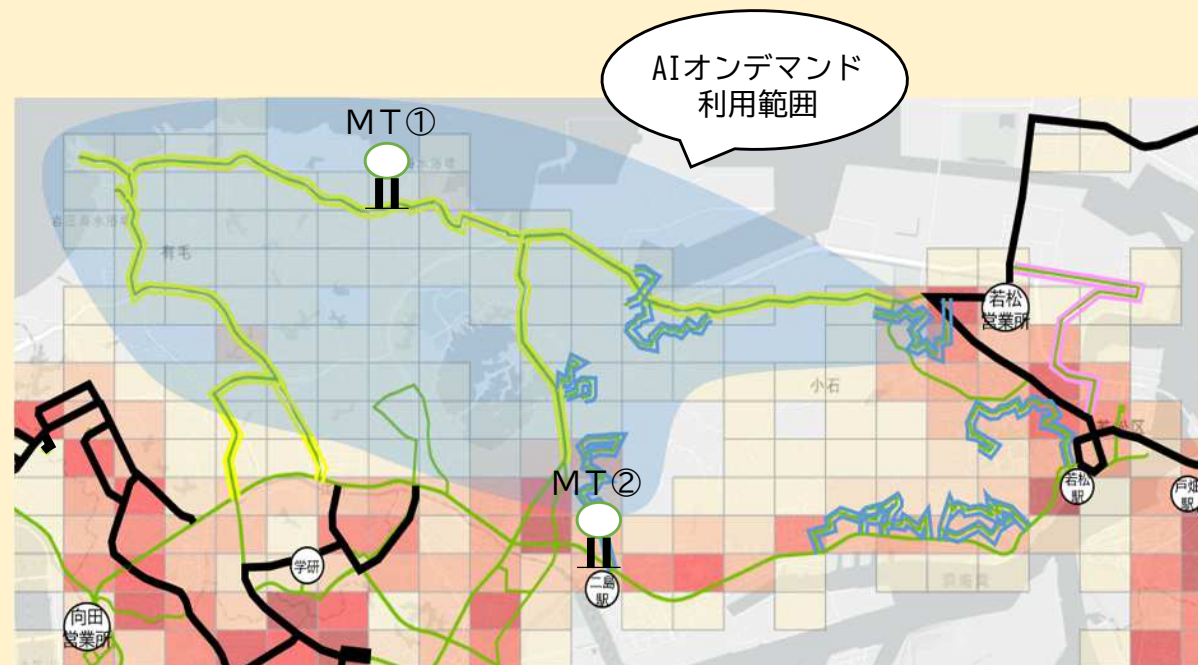 AIオンデマンド
利用範囲
MT①
有毛
若松
営業所
小石
MT②
若松
駅
戸畑
駅
学研
二島
駅
向田
営業所